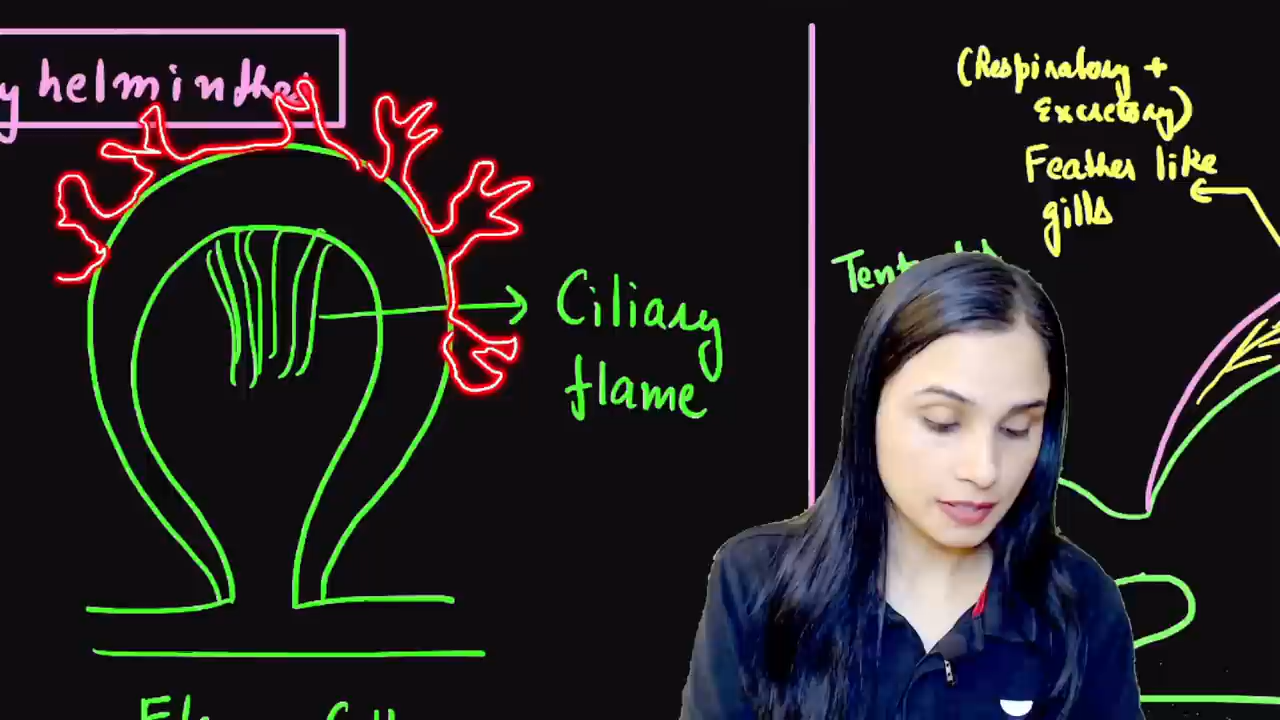 y helminthes
(Respiratory +
Excretory)
Feather like
gills
Ciliary
flame